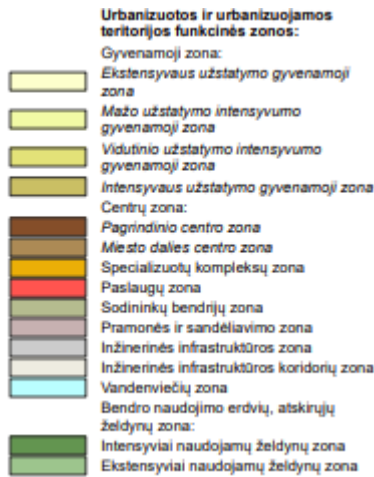 Urbanizuotos ir urbanizuojamos
teritorijos funkcinės zonos:
Gyvenamoji zona:
Ekstensyvaus užstatymo gyvenamoji
zona
Mažo užstatymo intensyvumo
gyvenamoji zona
Vidutinio užstatymo intensyvumo
gyvenamoji zona
Intensyvaus užstatymo gyvenamoji zona
Centrų zona:
Pagrindinio centro zona
Miesto dalies centro zona
Specializuotų kompleksų zona
Paslaugų zona
Sodininkų bendrijų zona
Pramonės ir sandėliavimo zona
Inžinerinės infrastruktūros zona
Inžinerinės infrastruktūros koridorių zona
Vandenviečių zona
Bendro naudojimo erdvių, atskirųjų
želdynų zona:
Intensyviai naudojamų želdynų zona
Ekstensyviai naudojamų želdynų zona